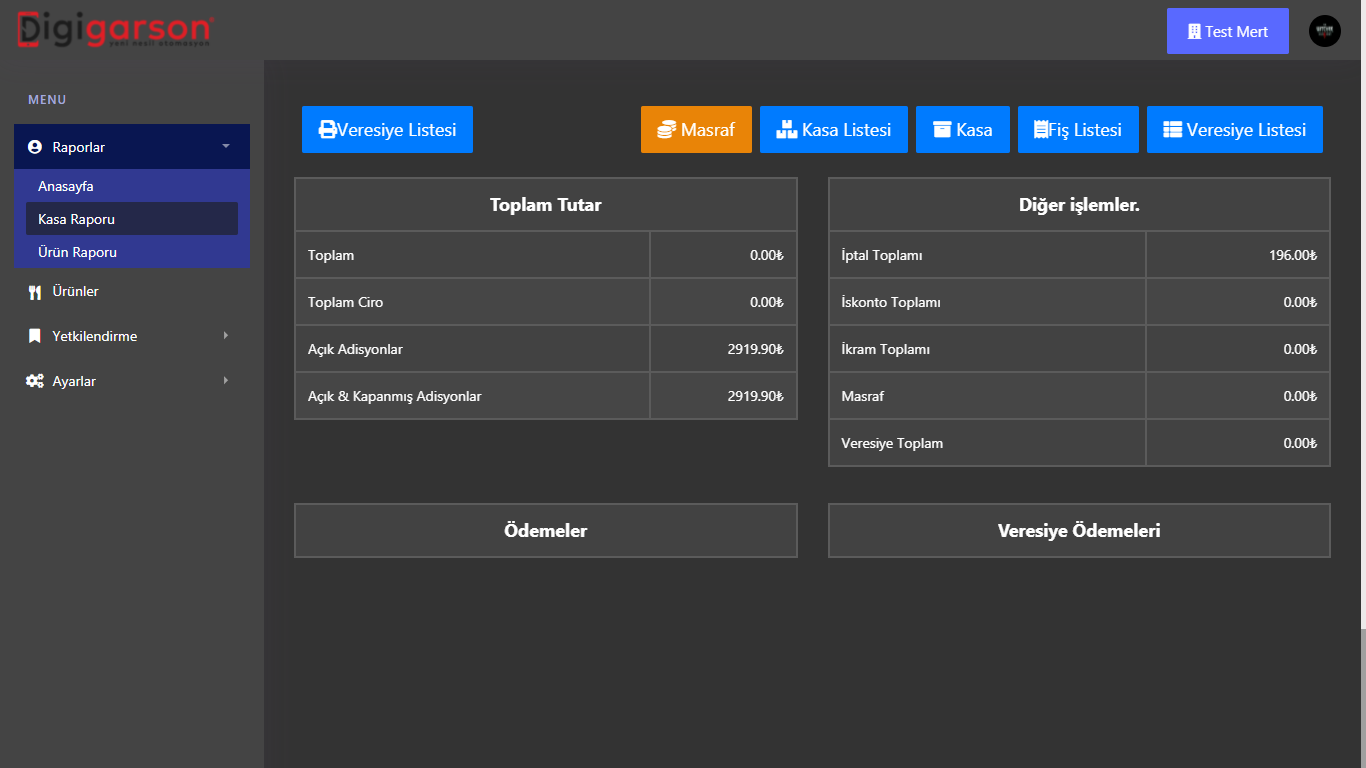 Digigarson
yeni nesil otomasyon
Test Mert
MENU
Raporlar
Anasayfa
Kasa Raporu
Ürün Raporu
Ürünler
Yetkilendirme
Ayarlar
Veresiye Listesi
Masraf
Kasa Listesi
Kasa
Fiş Listesi
Veresiye Listesi
Toplam Tutar
Toplam 0.00₺
Toplam Ciro 0.00₺
Açık Adisyonlar 2919.90₺
Açık & Kapanmış Adisyonlar 2919.90₺
Diğer işlemler.
İptal Toplamı 196.00₺
İskonto Toplamı 0.00₺
İkram Toplamı 0.00₺
Masraf 0.00₺
Veresiye Toplam 0.00₺
Ödemeler
Veresiye Ödemeleri